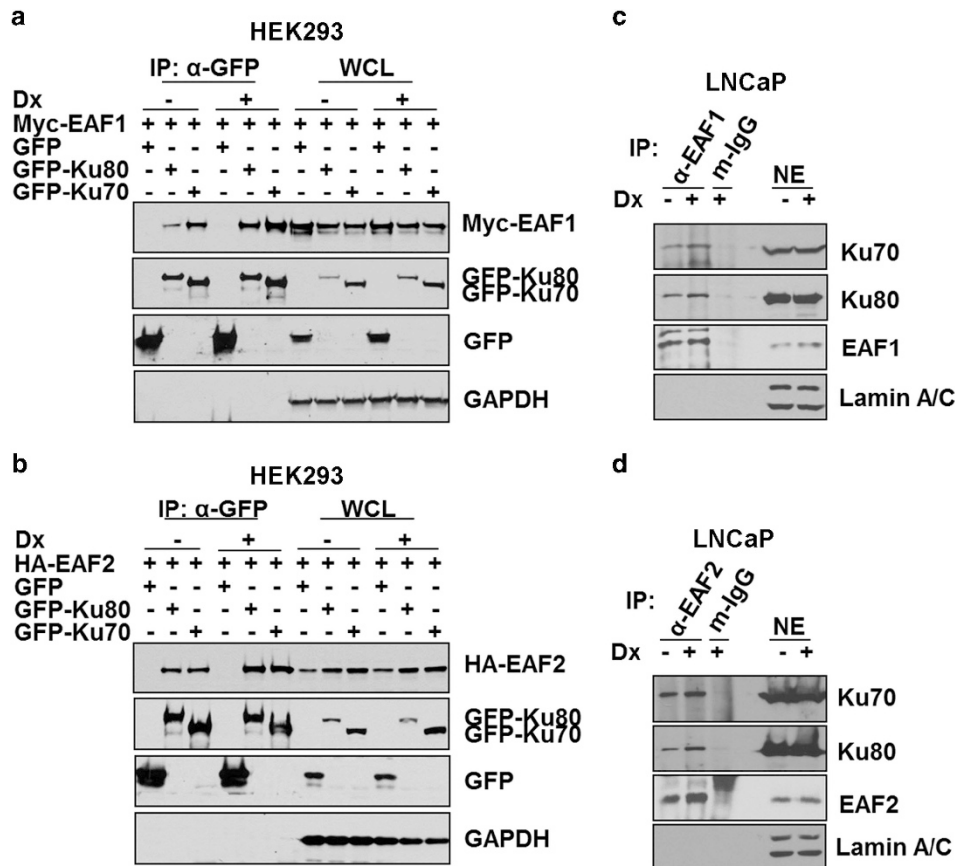 a
HEK293
IP: α-GFP WCL
Dx - + - +
Myc-EAF1 + + + + + + + + + + + +
GFP + - - + - - + - - + - -
GFP-Ku80 - + - - + - - + - - + -
GFP-Ku70 - - + - - + - - + - - +
Myc-EAF1
GFP-Ku80
GFP-Ku70
GFP
GAPDH
b
HEK293
IP: α-GFP WCL
Dx - + - +
HA-EAF2 + + + + + + + + + + + +
GFP + - - + - - + - - + - -
GFP-Ku80 - + - - + - - + - - + -
GFP-Ku70 - - + - - + - - + - - +
HA-EAF2
GFP-Ku80
GFP-Ku70
GFP
GAPDH
c
LNCaP
IP: α-EAF1 m-IgG NE
Dx - + + - +
Ku70
Ku80
EAF1
Lamin A/C
d
LNCaP
IP: α-EAF2 m-IgG NE
Dx - + + - +
Ku70
Ku80
EAF2
Lamin A/C